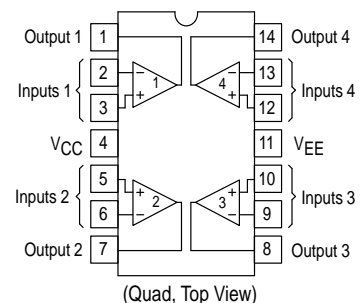 Output 1 1 14 Output 4
2 − − 13
Inputs 1 1 4 Inputs 4
3 + + 12
VCC 4 11 VEE
5 + + 10
Inputs 2 2 3 Inputs 3
6 − − 9
Output 2 7 8 Output 3
(Quad, Top View)